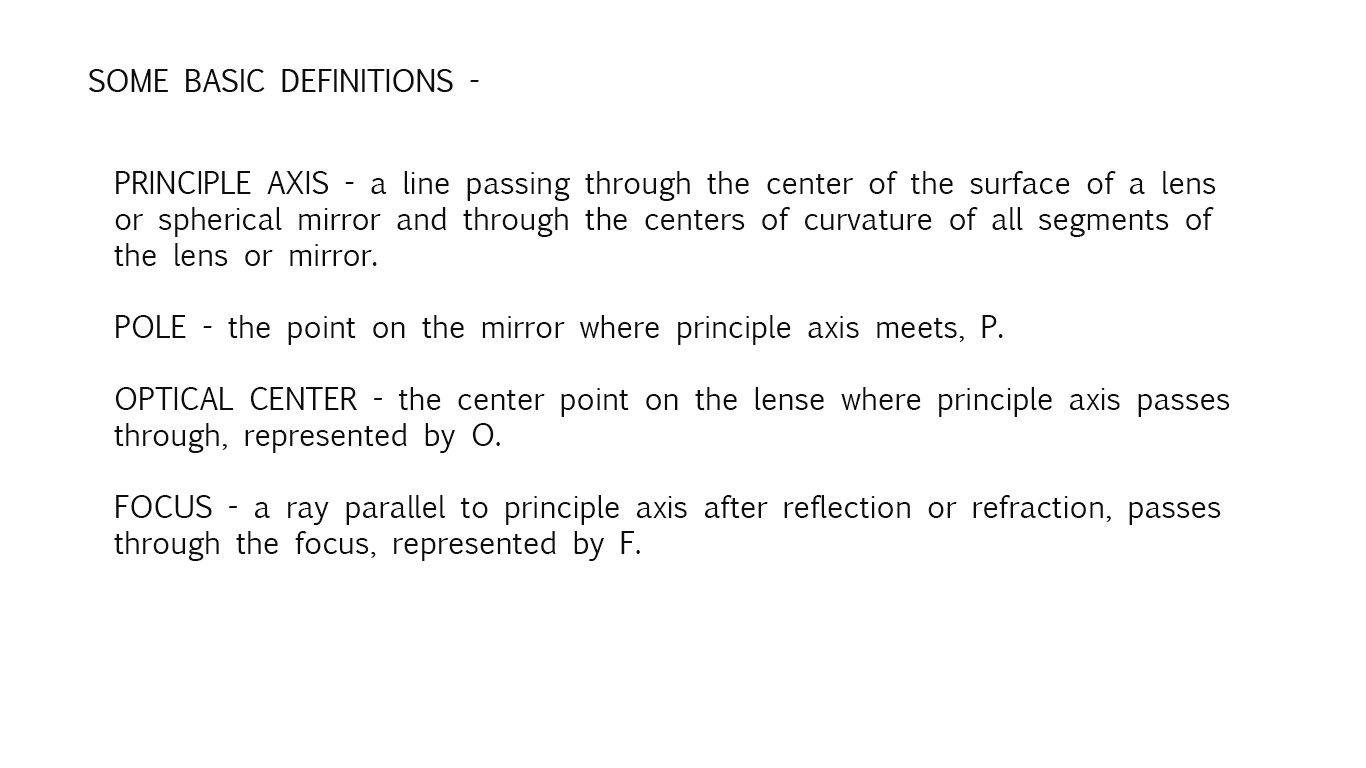 SOME BASIC DEFINITIONS -
PRINCIPLE AXIS - a line passing through the center of the surface of a lens
or spherical mirror and through the centers of curvature of all segments of
the lens or mirror.
POLE - the point on the mirror where principle axis meets, P.
OPTICAL CENTER - the center point on the lense where principle axis passes
through, represented by O.
FOCUS - a ray parallel to principle axis after reflection or refraction, passes
through the focus, represented by F.